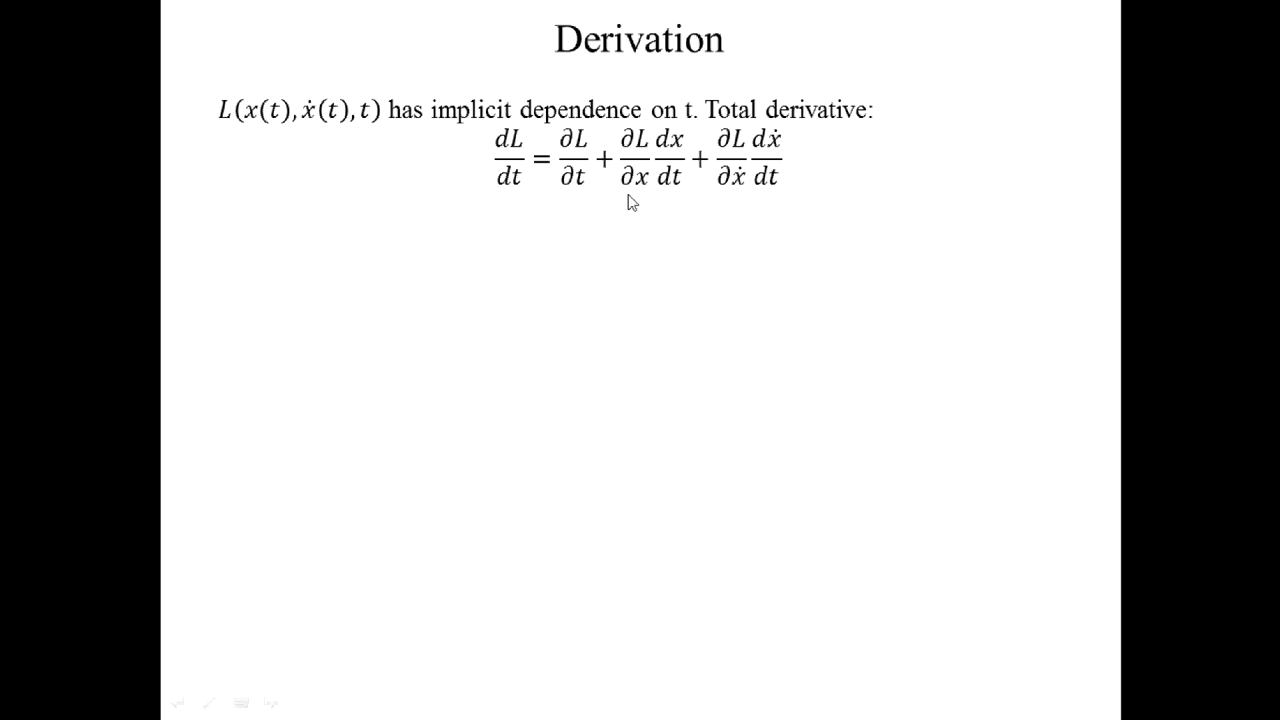 Derivation
L(x(t), ẋ(t), t) has implicit dependence on t. Total derivative:
dL/dt = ∂L/∂t + ∂L/∂x dx/dt + ∂L/∂ẋ dẋ/dt